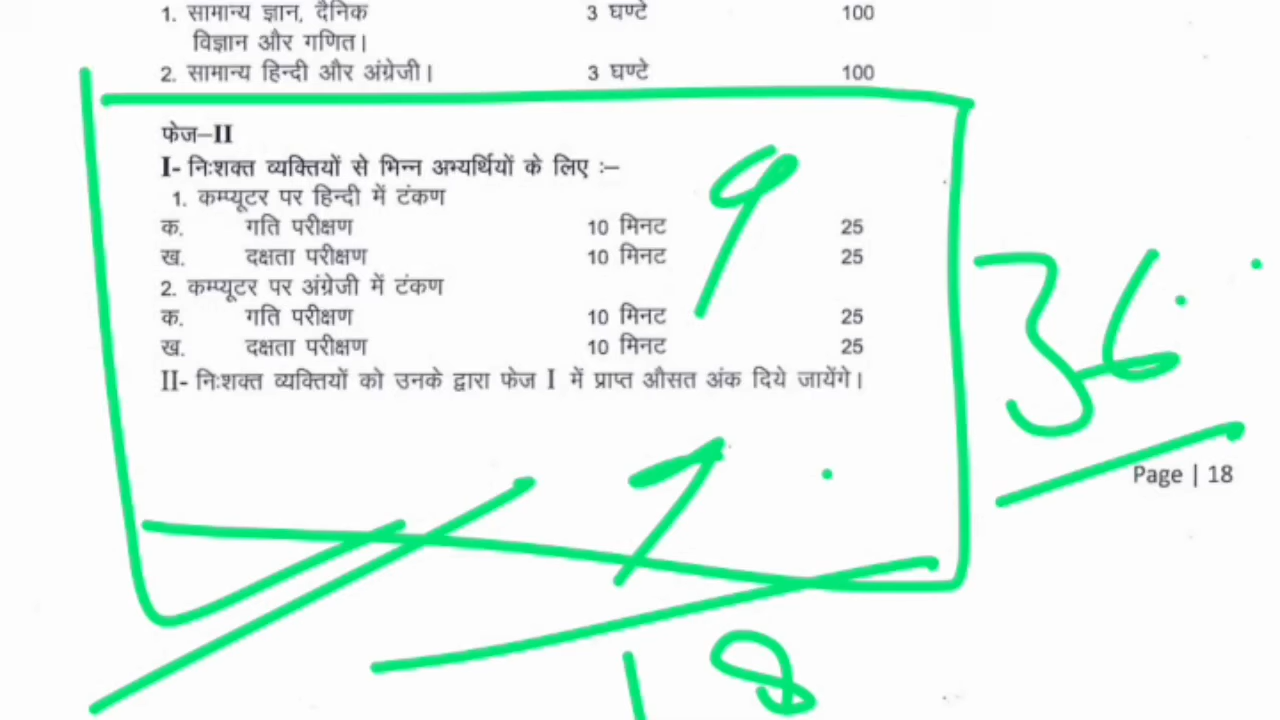 1. सामान्य ज्ञान, दैनिक 3 घण्टे 100
विज्ञान और गणित।
2. सामान्य हिन्दी और अंग्रेजी। 3 घण्टे 100
फेज–II
I- निःशक्त व्यक्तियों से भिन्न अभ्यर्थियों के लिए :–
1. कम्प्यूटर पर हिन्दी में टंकण
क. गति परीक्षण 10 मिनट 25
ख. दक्षता परीक्षण 10 मिनट 25
2. कम्प्यूटर पर अंग्रेजी में टंकण
क. गति परीक्षण 10 मिनट 25
ख. दक्षता परीक्षण 10 मिनट 25
II- निःशक्त व्यक्तियों को उनके द्वारा फेज I में प्राप्त औसत अंक दिये जायेंगे।
9
36
Page | 18
7
18